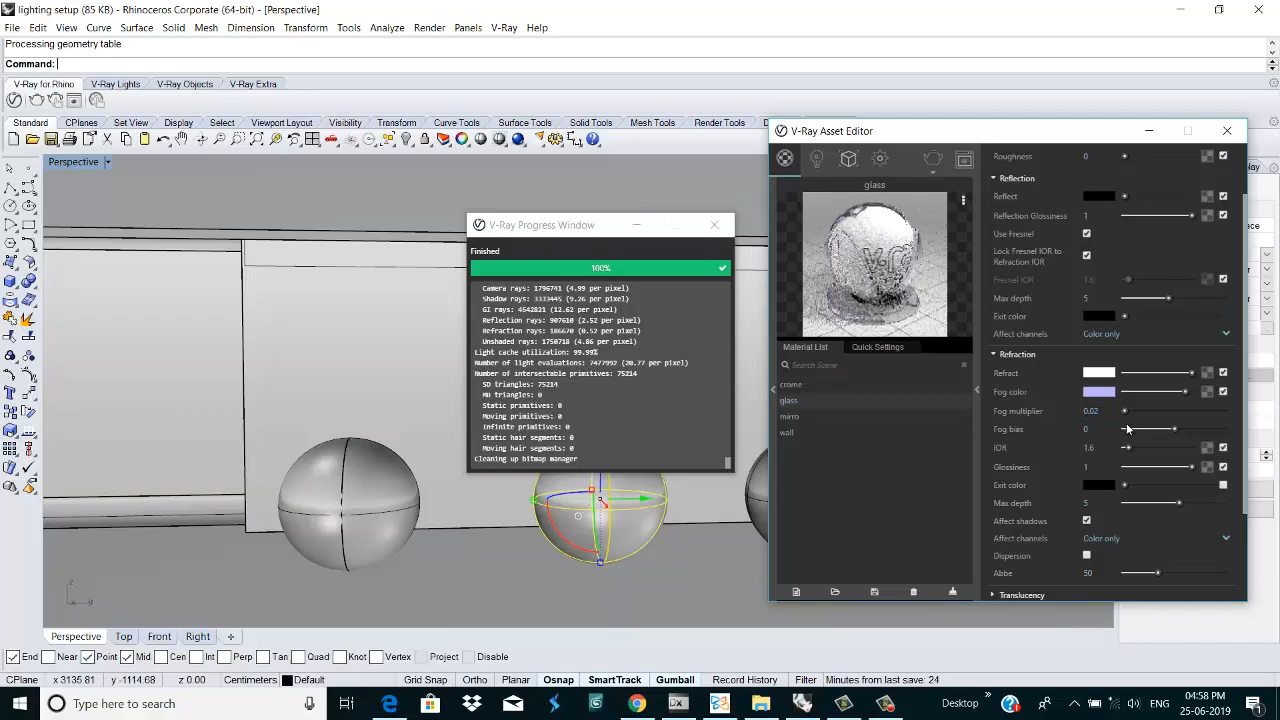 lighting setup (85 KB) - Rhinoceros Corporate (64-bit) - [Perspective]
File Edit View Curve Surface Solid Mesh Dimension Transform Tools Analyze Render Panels V-Ray Help
Processing geometry table
Command:
V-Ray for Rhino V-Ray Lights V-Ray Objects V-Ray Extra
Standard CPlanes Set View Display Select Viewport Layout Visibility Transform Curve Tools Surface Tools Solid Tools Mesh Tools Render Tools Drafting
Perspective
V-Ray Progress Window
Finished
100%
Camera rays: 1796741 (4.99 per pixel)
Shadow rays: 3333445 (9.26 per pixel)
GI rays: 4542821 (12.62 per pixel)
Reflection rays: 907610 (2.52 per pixel)
Refraction rays: 186670 (0.52 per pixel)
Unshaded rays: 1750718 (4.86 per pixel)
Light cache utilization: 99.99%
Number of light evaluations: 7477992 (20.77 per pixel)
Number of intersectable primitives: 75214
SD triangles: 75214
MB triangles: 0
Static primitives: 0
Moving primitives: 0
Infinite primitives: 0
Static hair segments: 0
Moving hair segments: 0
Cleaning up bitmap manager
V-Ray Asset Editor
glass
Material List Quick Settings
Search Scene
crome
glass
mirro
wall
Roughness 0
Reflection
Reflect
Reflection Glossiness 1
Use Fresnel
Lock Fresnel IOR to
Refraction IOR
Fresnel IOR 1.6
Max depth 5
Exit color
Affect channels Color only
Refraction
Refract
Fog color
Fog multiplier 0.02
Fog bias 0
IOR 1.6
Glossiness 1
Exit color
Max depth 5
Affect shadows
Affect channels Color only
Dispersion
Abbe 50
Translucency
z
x y
Perspective Top Front Right
End Near Point Mid Cen Int Perp Tan Quad Knot Vertex Project Disable
CPlane x 3135.81 y -1114.68 z 0.00 Centimeters Default Grid Snap Ortho Planar Osnap SmartTrack Gumball Record History Filter Minutes from last save: 24
Type here to search
Desktop
ENG
04:58 PM
25-06-2019